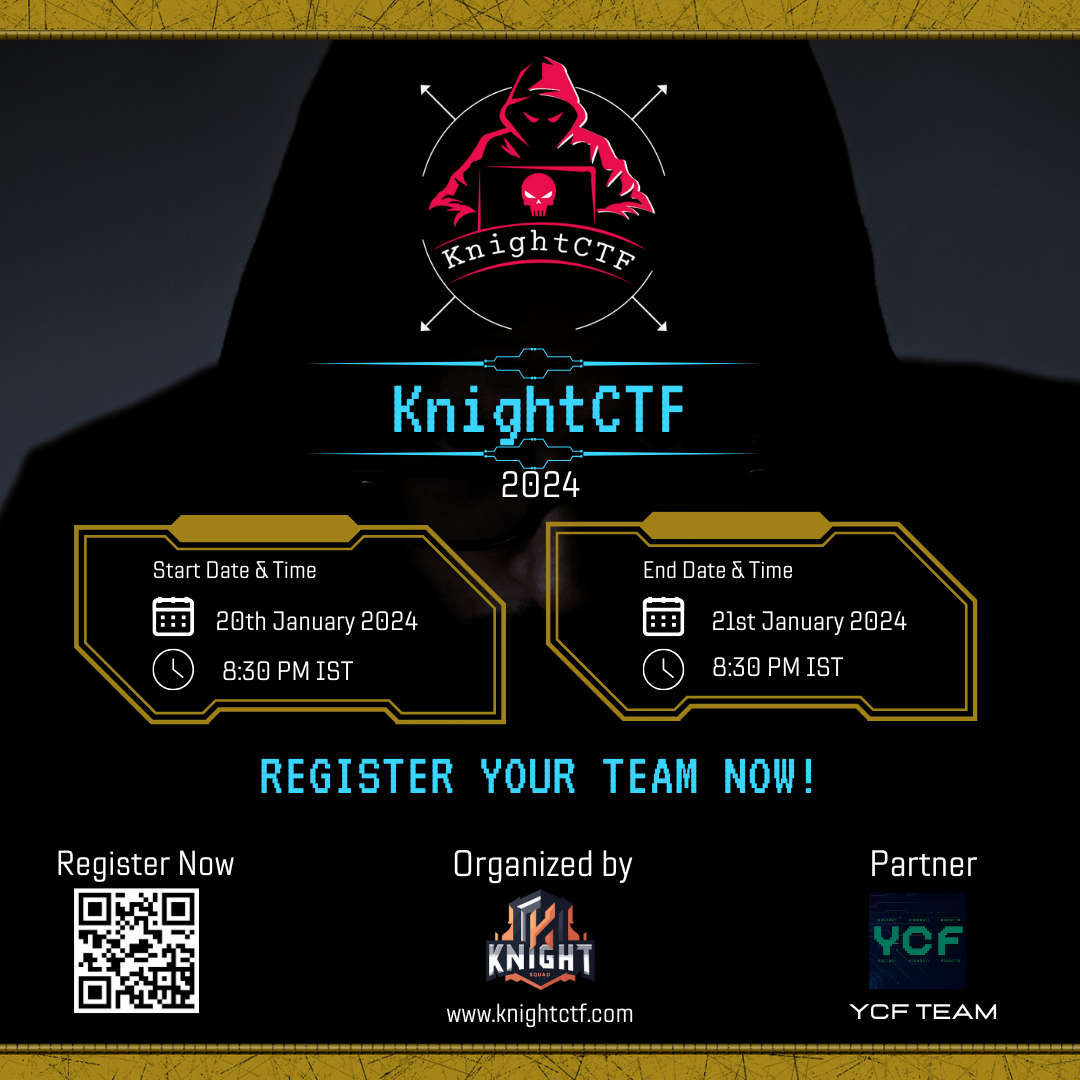 KnightCTF
KnightCTF
2024
Start Date & Time
20th January 2024
8:30 PM IST
End Date & Time
21st January 2024
8:30 PM IST
REGISTER YOUR TEAM NOW!
Register Now
Organized by
KNIGHT
SQUAD
www.knightctf.com
Partner
YCF
YCF TEAM